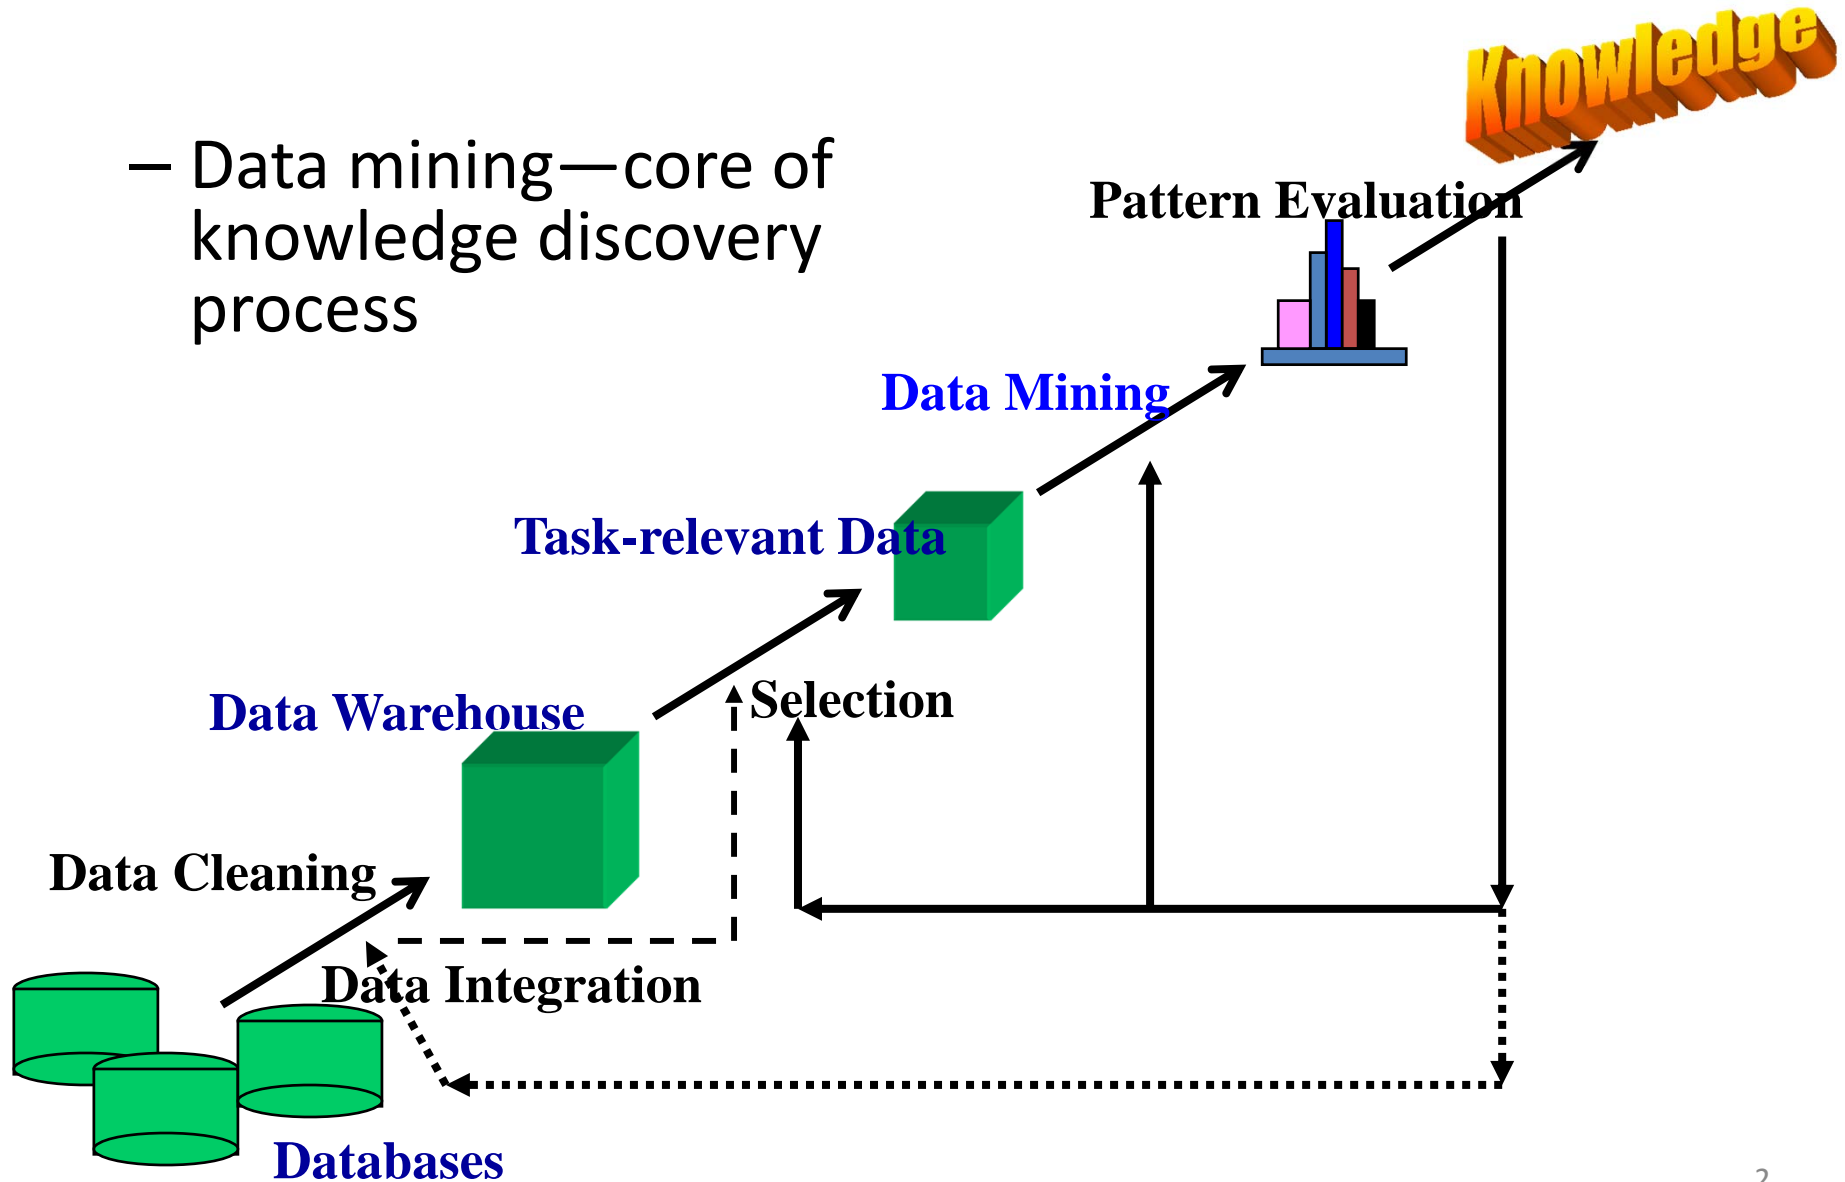 Knowledge
– Data mining—core of
knowledge discovery
process
Pattern Evaluation
Data Mining
Task-relevant Data
Selection
Data Warehouse
Data Cleaning
Data Integration
Databases
2